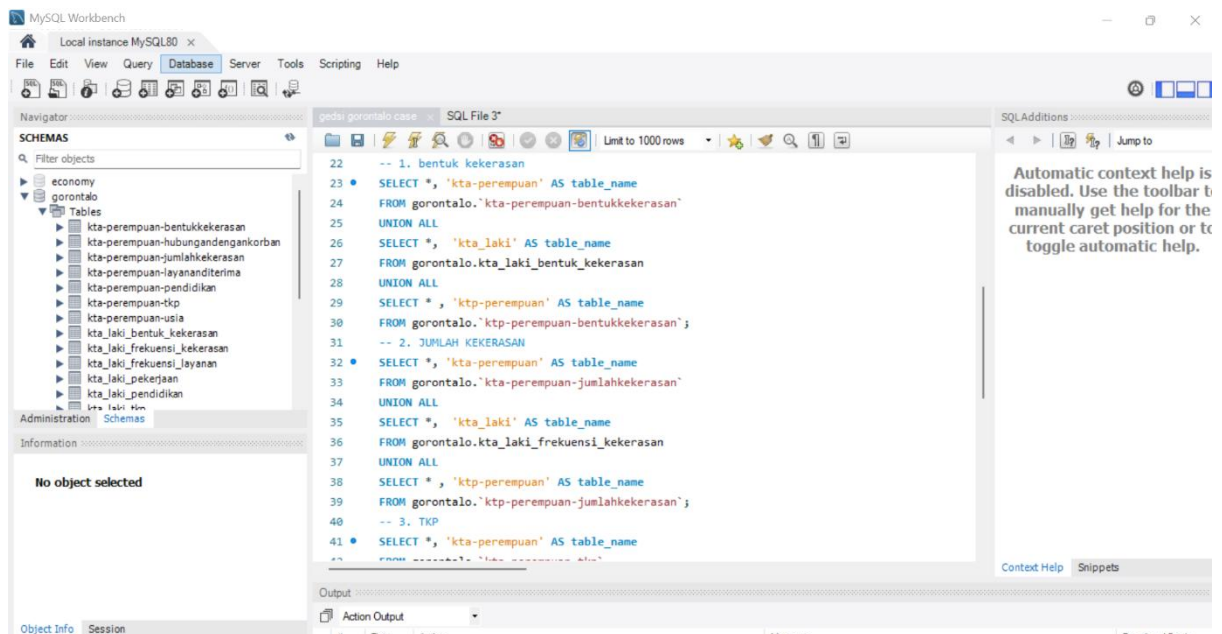 MySQL Workbench
Local instance MySQL80
File Edit View Query Database Server Tools Scripting Help
Navigator
SCHEMAS
Filter objects
economy
gorontalo
Tables
kta-perempuan-bentukkekerasan
kta-perempuan-hubungandengankorban
kta-perempuan-jumlahkekerasan
kta-perempuan-layananditerima
kta-perempuan-pendidikan
kta-perempuan-tkp
kta-perempuan-usia
kta_laki_bentuk_kekerasan
kta_laki_frekuensi_kekerasan
kta_laki_frekuensi_layanan
kta_laki_pekerjaan
kta_laki_pendidikan
kta_laki_tkp
Administration Schemas
Information
No object selected
Object Info Session
gedsi gorontalo case SQL File 3*
Limit to 1000 rows
22 -- 1. bentuk kekerasan
23 SELECT *, 'kta-perempuan' AS table_name
24 FROM gorontalo.`kta-perempuan-bentukkekerasan`
25 UNION ALL
26 SELECT *, 'kta_laki' AS table_name
27 FROM gorontalo.kta_laki_bentuk_kekerasan
28 UNION ALL
29 SELECT * , 'ktp-perempuan' AS table_name
30 FROM gorontalo.`ktp-perempuan-bentukkekerasan`;
31 -- 2. JUMLAH KEKERASAN
32 SELECT *, 'kta-perempuan' AS table_name
33 FROM gorontalo.`kta-perempuan-jumlahkekerasan`
34 UNION ALL
35 SELECT *, 'kta_laki' AS table_name
36 FROM gorontalo.kta_laki_frekuensi_kekerasan
37 UNION ALL
38 SELECT * , 'ktp-perempuan' AS table_name
39 FROM gorontalo.`ktp-perempuan-jumlahkekerasan`;
40 -- 3. TKP
41 SELECT *, 'kta-perempuan' AS table_name
Output
Action Output
SQLAdditions
Jump to
Automatic context help is
disabled. Use the toolbar
manually get help for the
current caret position or
toggle automatic help.
Context Help Snippets